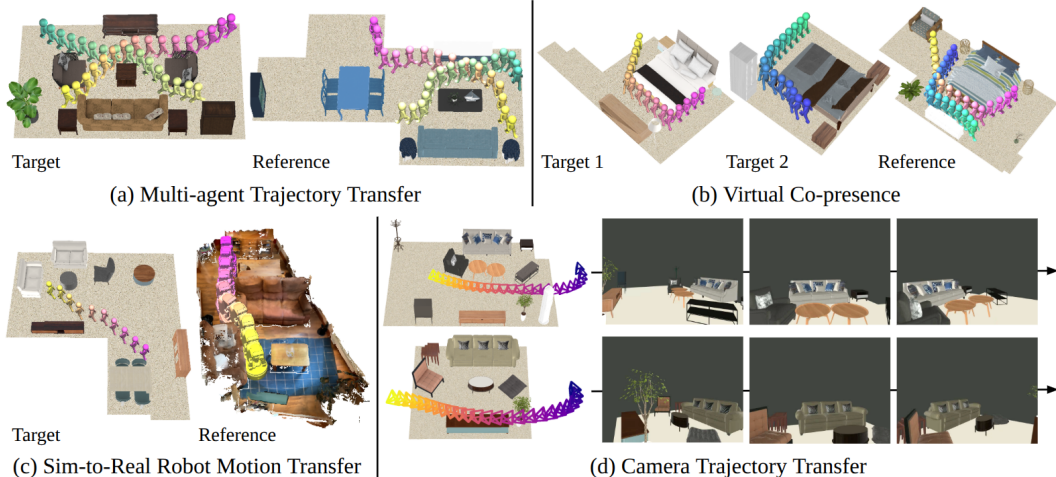 Target
Reference
(a) Multi-agent Trajectory Transfer
Target 1
Target 2
Reference
(b) Virtual Co-presence
Target
Reference
(c) Sim-to-Real Robot Motion Transfer
(d) Camera Trajectory Transfer